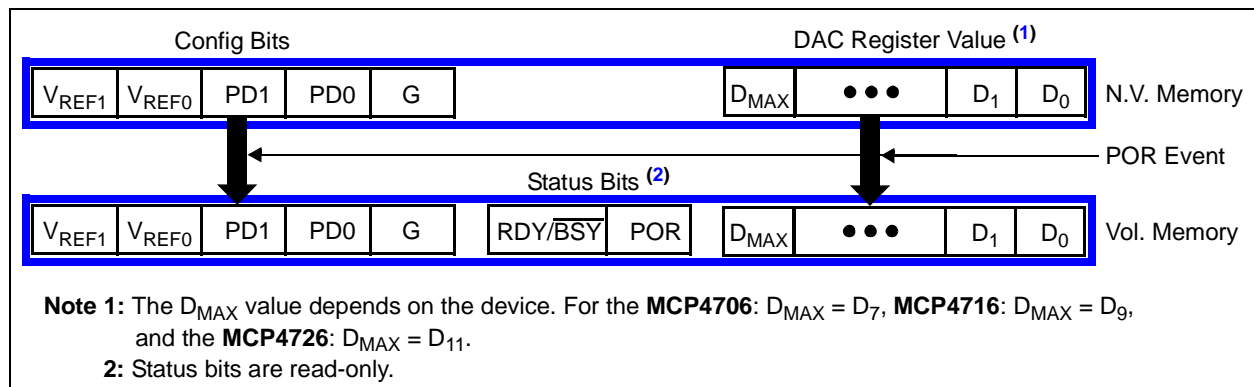 Config Bits DAC Register Value (1)
VREF1 VREF0 PD1 PD0 G DMAX ● ● ● D1 D0 N.V. Memory
POR Event
Status Bits (2)
VREF1 VREF0 PD1 PD0 G RDY/BSY POR DMAX ● ● ● D1 D0 Vol. Memory
Note 1: The DMAX value depends on the device. For the MCP4706: DMAX = D7, MCP4716: DMAX = D9,
and the MCP4726: DMAX = D11.
2: Status bits are read-only.